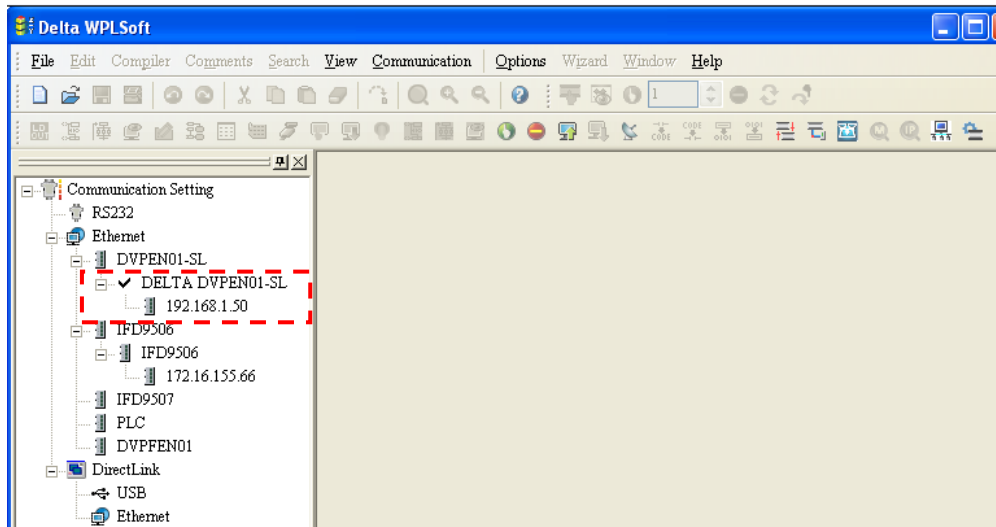 Delta WPLSoft
File Edit Compiler Comments Search View Communication Options Wizard Window Help
1
Communication Setting
RS232
Ethernet
DVPEN01-SL
DELTA DVPEN01-SL
192.168.1.50
IFD9506
IFD9506
172.16.155.66
IFD9507
PLC
DVPFEN01
DirectLink
USB
Ethernet